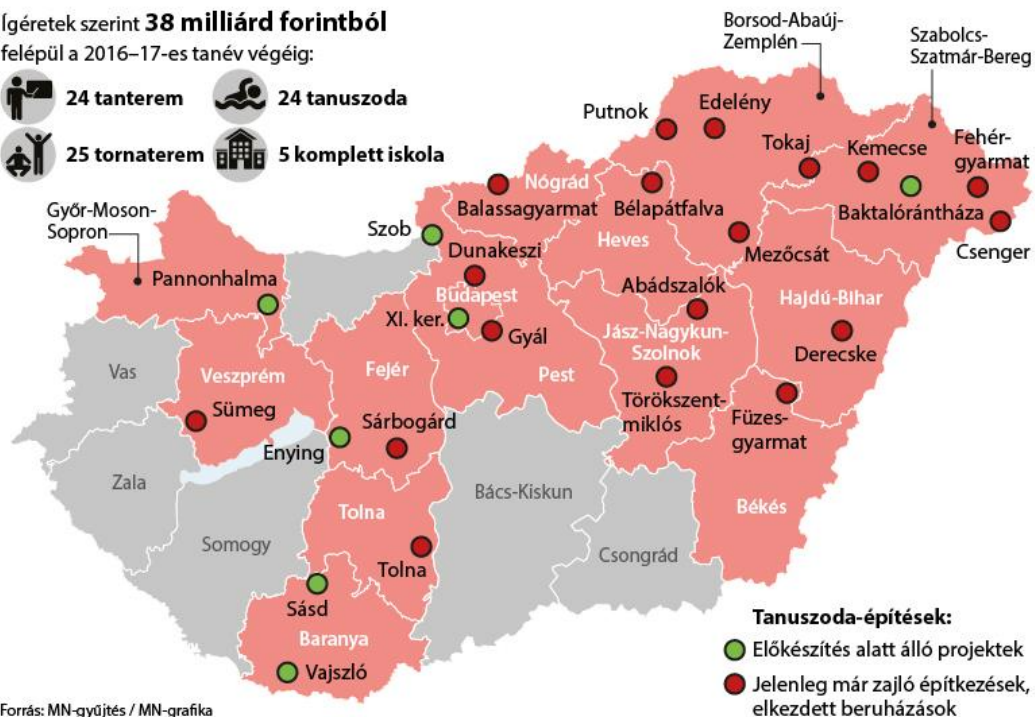 Ígéretek szerint 38 milliárd forintból
felépül a 2016–17-es tanév végéig:
24 tanterem
24 tanuszoda
25 tornaterem
5 komplett iskola
Borsod-Abaúj-
Zemplén
Szabolcs-
Szatmár-Bereg
Putnok
Edelény
Tokaj
Kemecse
Fehér-
gyarmat
Baktalórántháza
Csenger
Nógrád
Balassagyarmat
Bélapátfalva
Mezőcsát
Heves
Győr-Moson-
Sopron
Pannonhalma
Szob
Dunakeszi
Budapest
XI. ker.
Gyál
Pest
Abádszalók
Jász-Nagykun-
Szolnok
Törökszent-
miklós
Hajdú-Bihar
Derecske
Füzes-
gyarmat
Békés
Vas
Veszprém
Sümeg
Fejér
Sárbogárd
Enying
Zala
Somogy
Tolna
Tolna
Bács-Kiskun
Csongrád
Sásd
Baranya
Vajszló
Tanuszoda-építések:
Előkészítés alatt álló projektek
Jelenleg már zajló építkezések,
elkezdett beruházások
Forrás: MN-gyűjtés / MN-grafika